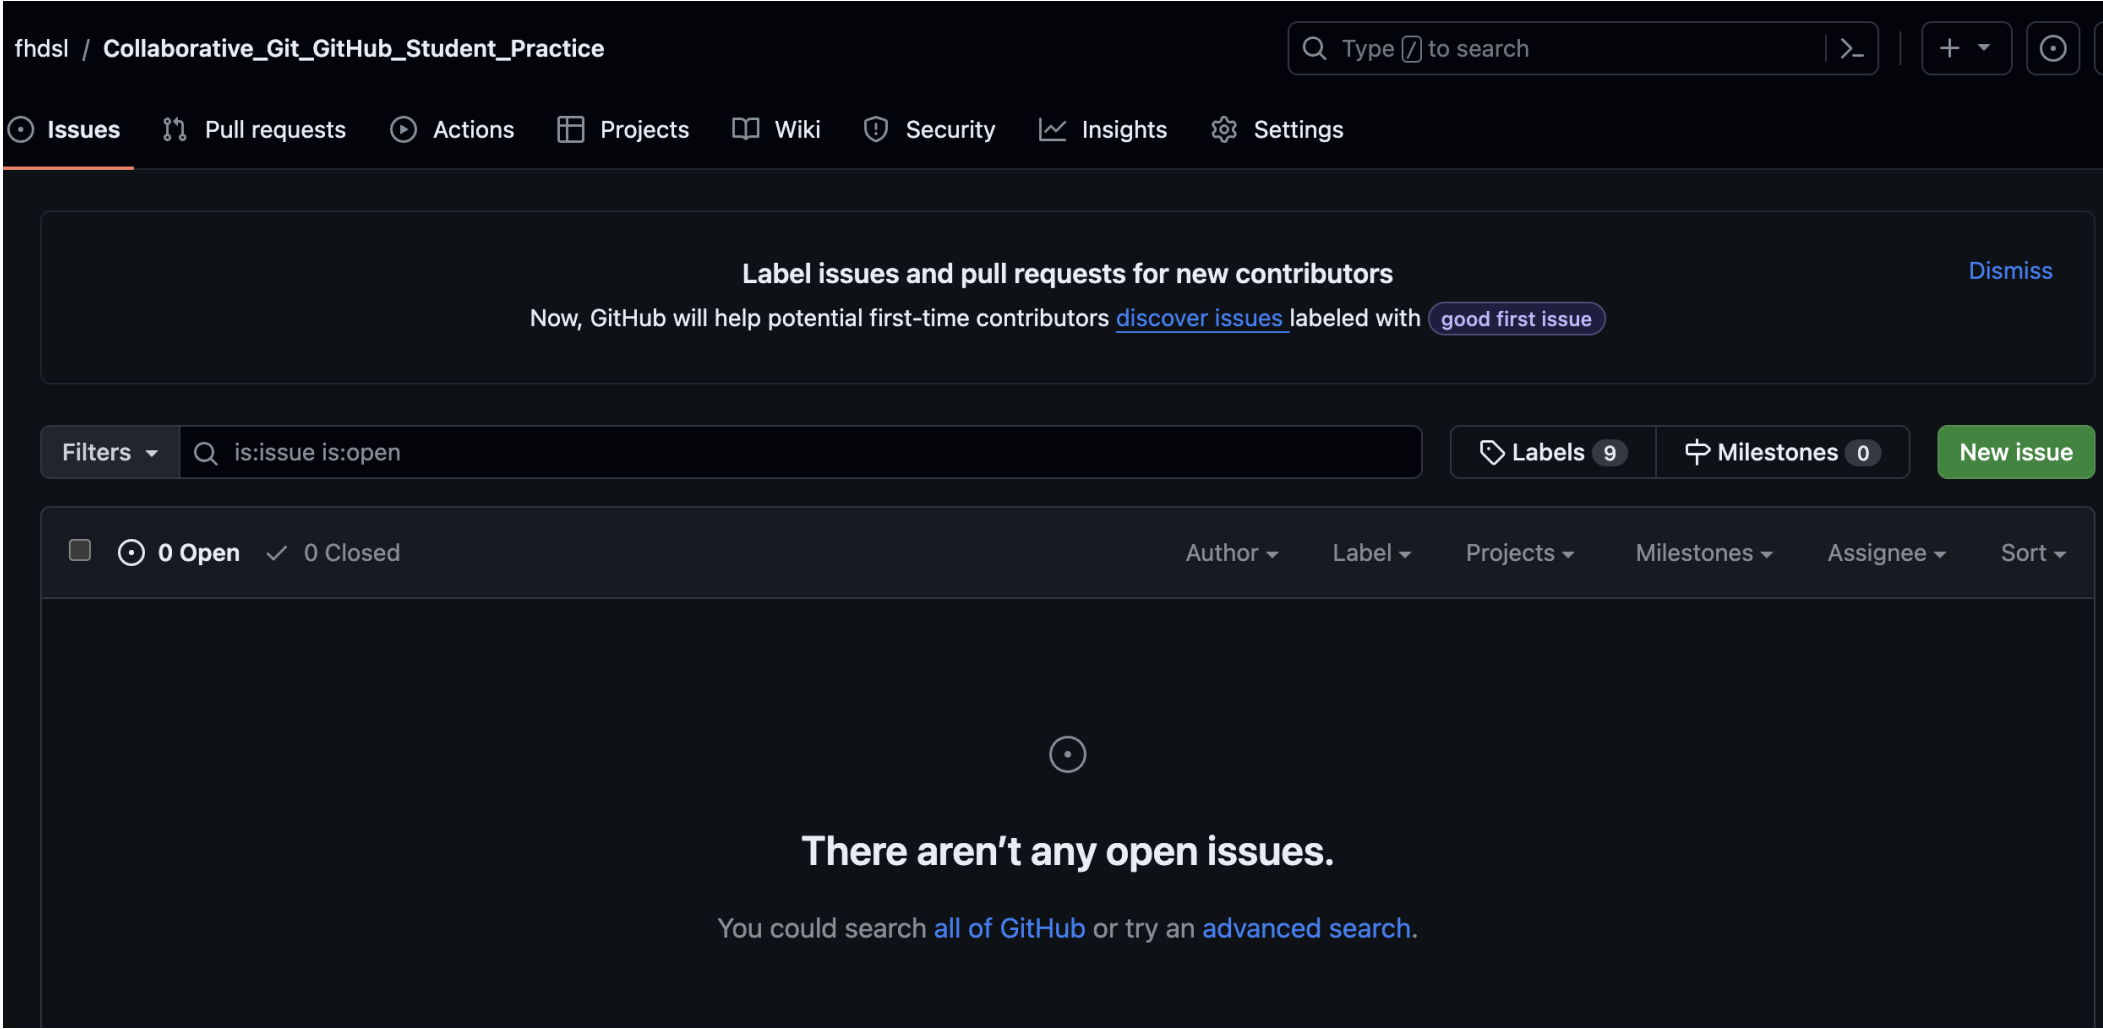 fhdsl / Collaborative_Git_GitHub_Student_Practice
Type / to search
Issues Pull requests Actions Projects Wiki Security Insights Settings
Label issues and pull requests for new contributors
Dismiss
Now, GitHub will help potential first-time contributors discover issues labeled with good first issue
Filters is:issue is:open Labels 9 Milestones 0 New issue
0 Open 0 Closed Author Label Projects Milestones Assignee Sort
There aren’t any open issues.
You could search all of GitHub or try an advanced search.